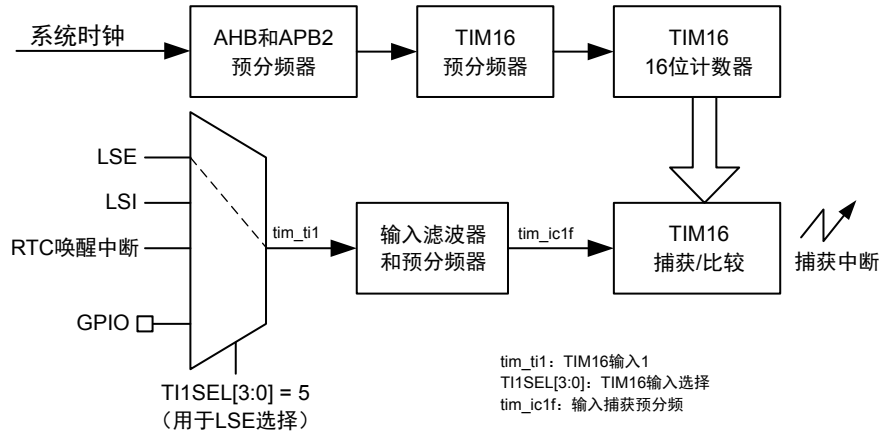 系统时钟
AHB和APB2
预分频器
TIM16
预分频器
TIM16
16位计数器
LSE
LSI
RTC唤醒中断
GPIO
tim_ti1
输入滤波器
和预分频器
tim_ic1f
TIM16
捕获/比较
捕获中断
TI1SEL[3:0] = 5
（用于LSE选择）
tim_ti1：TIM16输入1
TI1SEL[3:0]：TIM16输入选择
tim_ic1f：输入捕获预分频